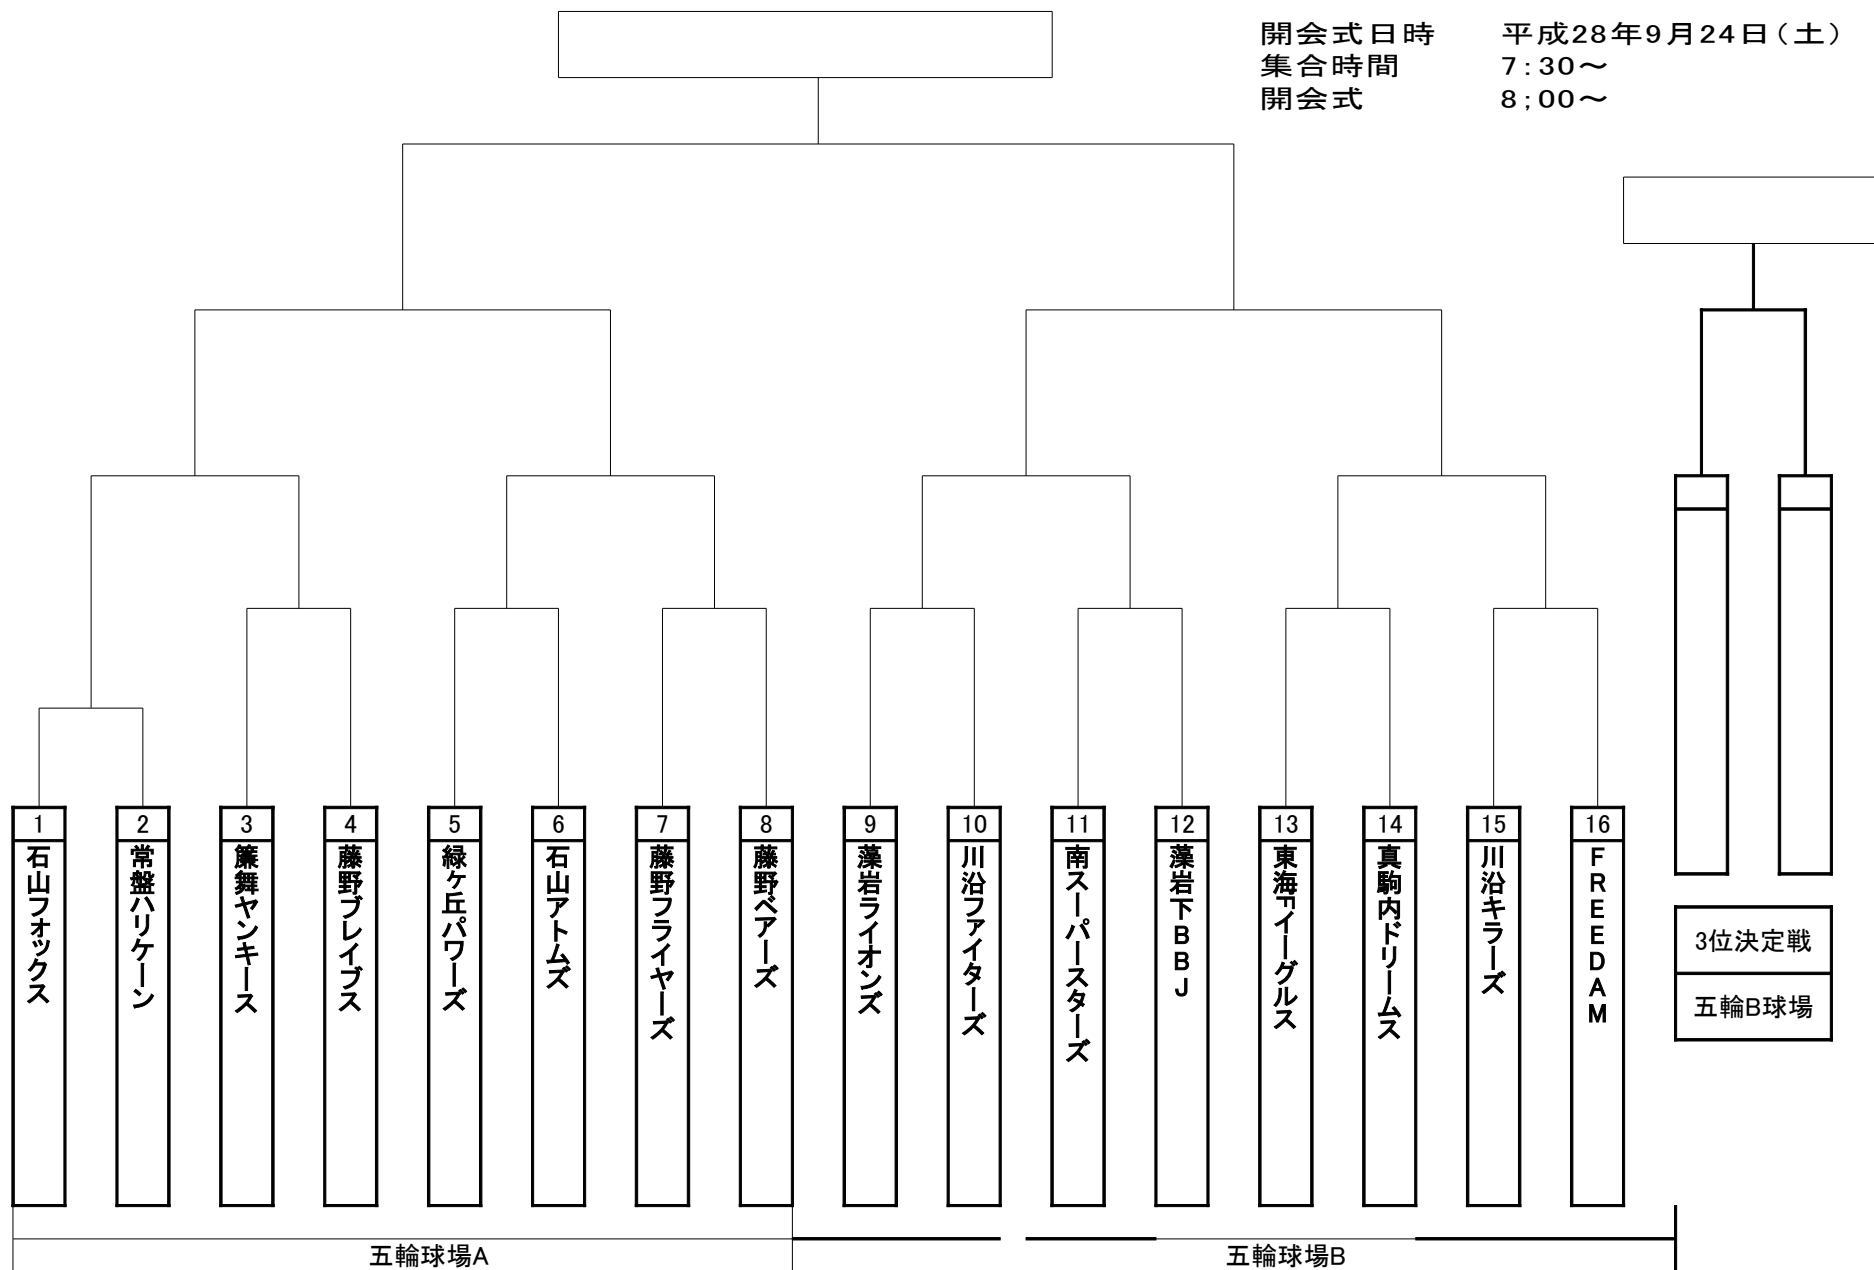 開会式日時 平成28年9月24日（土）
集合時間 7:30～
開会式 8;00～
1
石山フォックス
2
常盤ハリケーン
3
簾舞ヤンキース
4
藤野ブレイブス
5
緑ケ丘パワーズ
6
石山アトムズ
7
藤野フライヤーズ
8
藤野ベアーズ
9
藻岩ライオンズ
10
川沿ファイターズ
11
南スーパースターズ
12
藻岩下BBJ
13
東海Fイーグルス
14
真駒内ドリームス
15
川沿キラーズ
16
FREEDAM
3位決定戦
五輪B球場
五輪球場A
五輪球場B